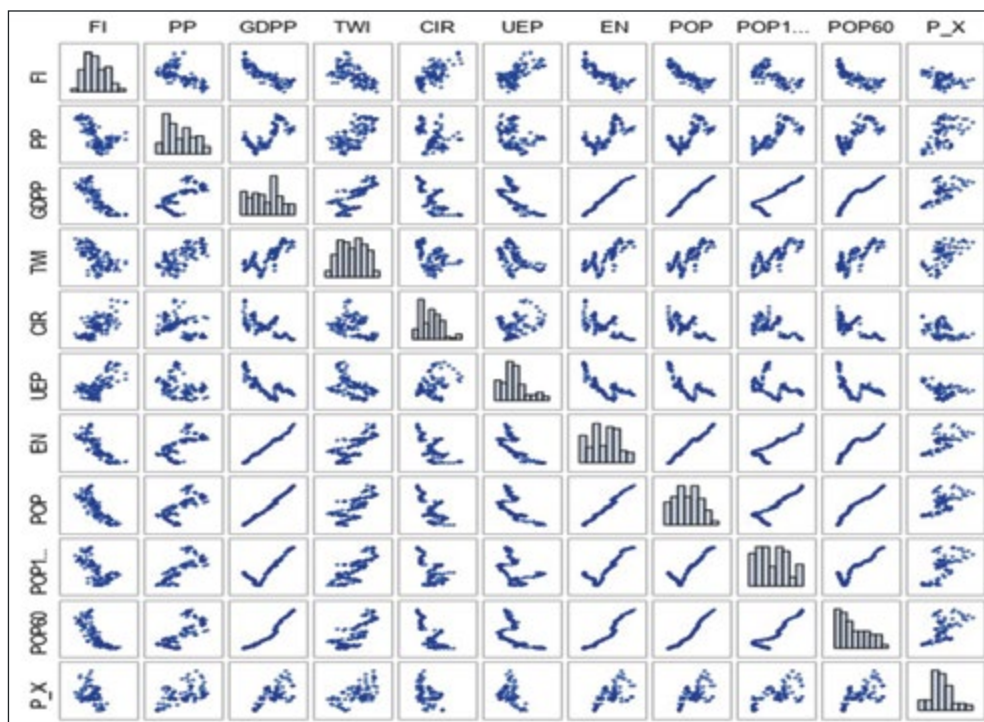 FI PP GDPP TWI CIR UEP EN POP POP1... POP60 P_X
FI
PP
GDPP
TWI
CIR
UEP
EN
POP
POP1...
POP60
P_X